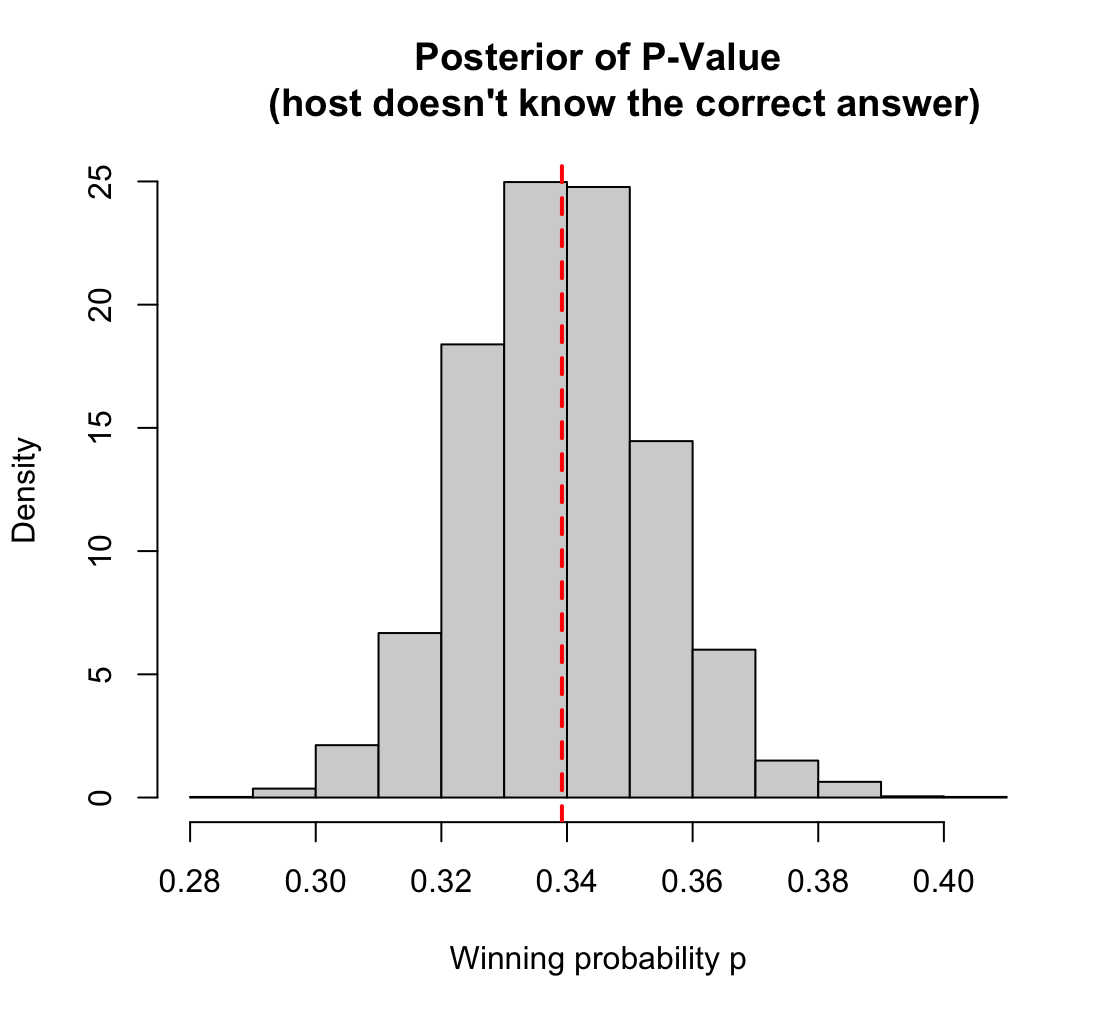 Posterior of P-Value
(host doesn't know the correct answer)
25
20
15
10
5
0
Density
0.28 0.30 0.32 0.34 0.36 0.38 0.40
Winning probability p